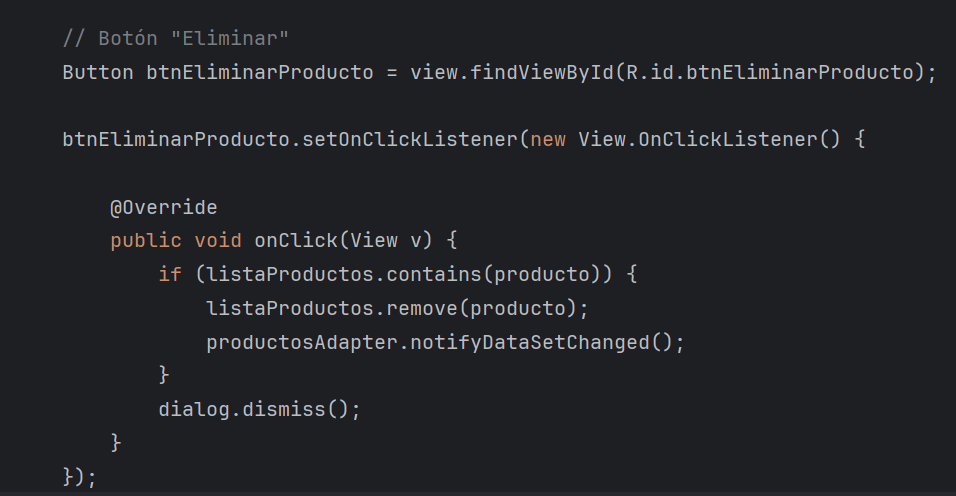 // Botón "Eliminar"
Button btnEliminarProducto = view.findViewById(R.id.btnEliminarProducto);
btnEliminarProducto.setOnClickListener(new View.OnClickListener() {
@Override
public void onClick(View v) {
if (listaProductos.contains(producto)) {
listaProductos.remove(producto);
productosAdapter.notifyDataSetChanged();
}
dialog.dismiss();
}
});